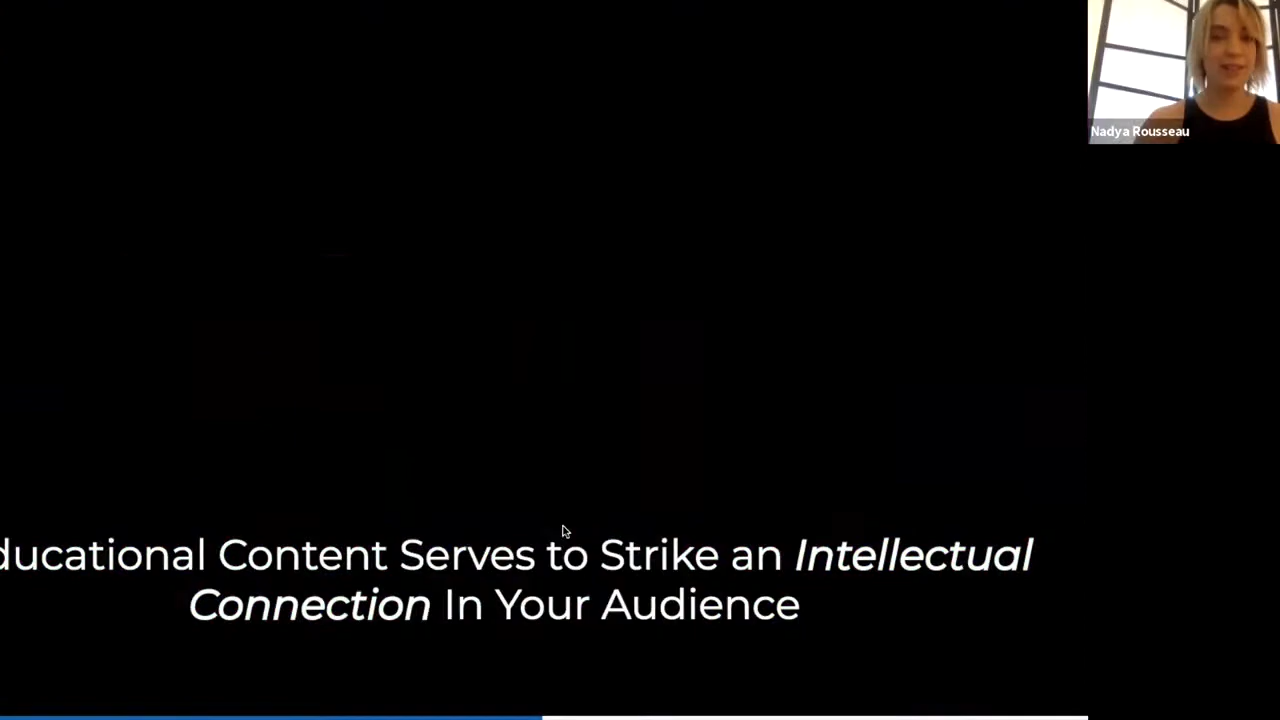 Nadya Rousseau
ducational Content Serves to Strike an Intellectual
Connection In Your Audience